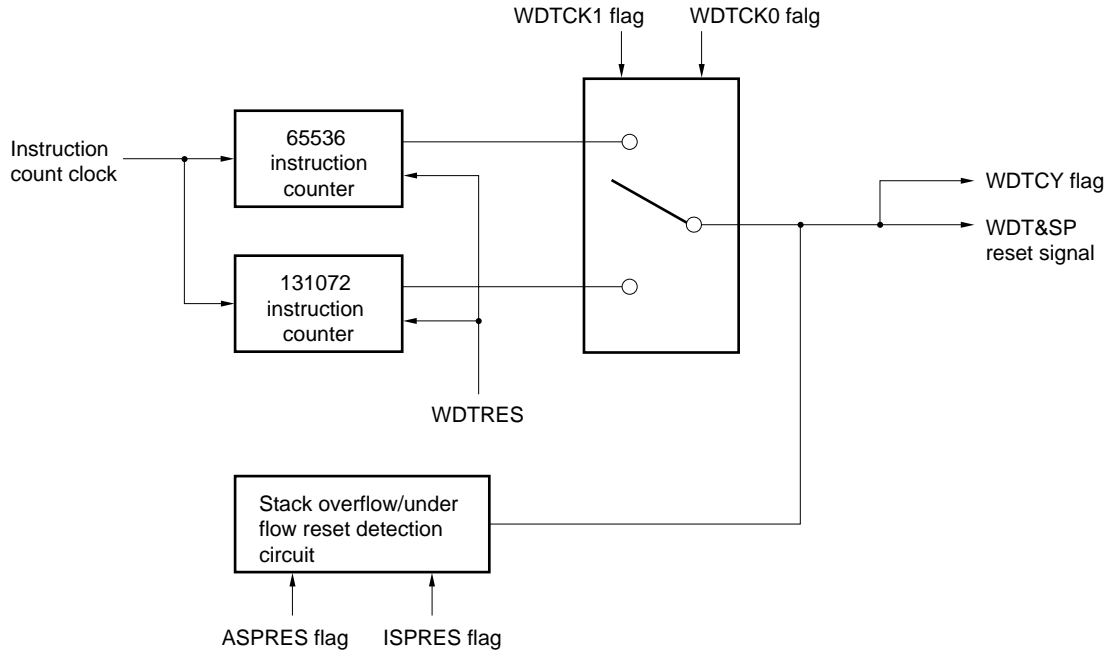 WDTCK1 flag
WDTCK0 falg
Instruction
count clock
65536
instruction
counter
WDTCY flag
WDT&SP
reset signal
131072
instruction
counter
WDTRES
Stack overflow/under
flow reset detection
circuit
ASPRES flag
ISPRES flag